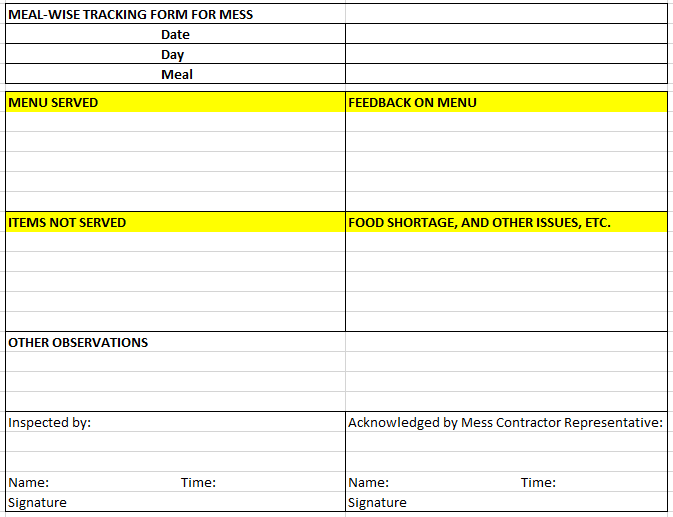 MEAL-WISE TRACKING FORM FOR MESS
Date
Day
Meal
MENU SERVED FEEDBACK ON MENU
ITEMS NOT SERVED FOOD SHORTAGE, AND OTHER ISSUES, ETC.
OTHER OBSERVATIONS
Inspected by: Acknowledged by Mess Contractor Representative:
Name: Time: Name: Time:
Signature Signature